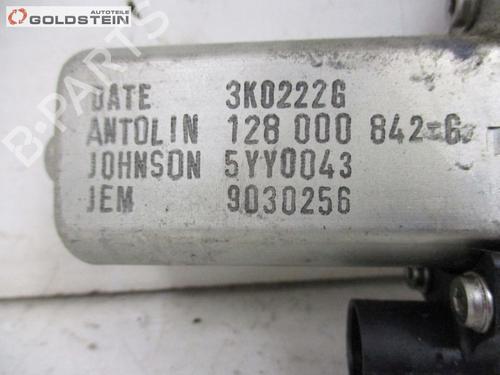 Autoteile
GOLDSTEIN
DATE 3K0222G
ANTOLIN 128 000 842-G
JOHNSON 5YY0043
JEM 9030256
B-PARTS